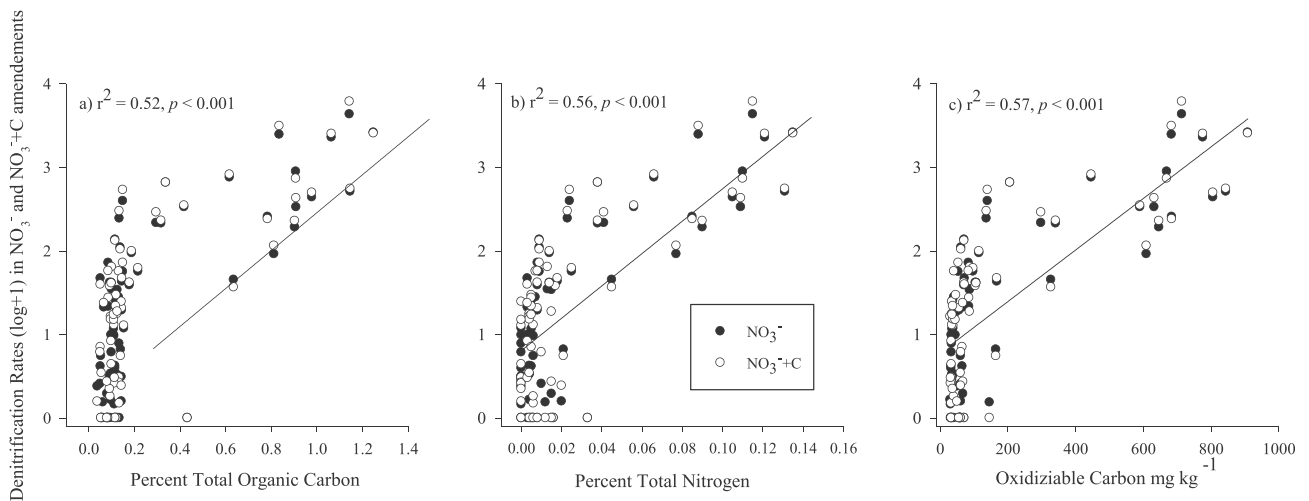 Denitrification Rates (log+1) in NO₃⁻ and NO₃⁻+C amendements
a) r² = 0.52, p < 0.001
4
3
2
1
0
0.0 0.2 0.4 0.6 0.8 1.0 1.2 1.4
Percent Total Organic Carbon
b) r² = 0.56, p < 0.001
4
3
2
1
0
NO₃⁻
NO₃⁻+C
0.00 0.02 0.04 0.06 0.08 0.10 0.12 0.14 0.16
Percent Total Nitrogen
c) r² = 0.57, p < 0.001
4
3
2
1
0
0 200 400 600 800 1000
Oxidiziable Carbon mg kg⁻¹